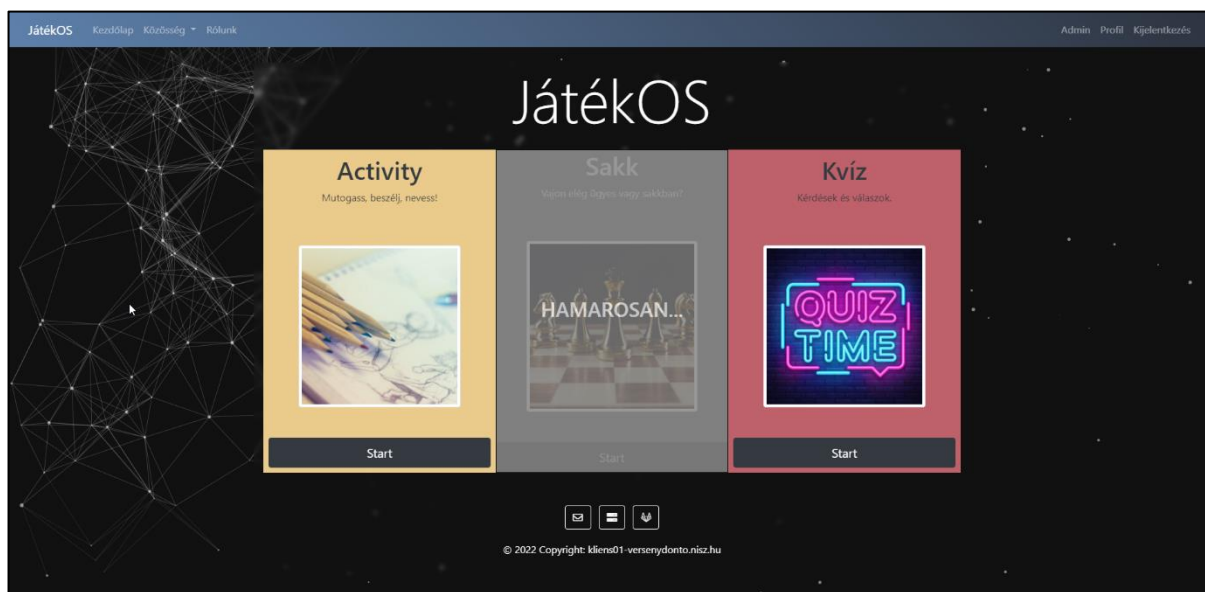 JátékOS Kezdőlap Közösség Rólunk Admin Profil Kijelentkezés
JátékOS
Activity
Mutogass, beszélj, nevess!
Start
Sakk
Vajon elég ügyes vagy sakkban?
HAMAROSAN...
Start
Kvíz
Kérdések és válaszok.
QUIZ
TIME
Start
© 2022 Copyright: kliens01-versenydonto.nisz.hu